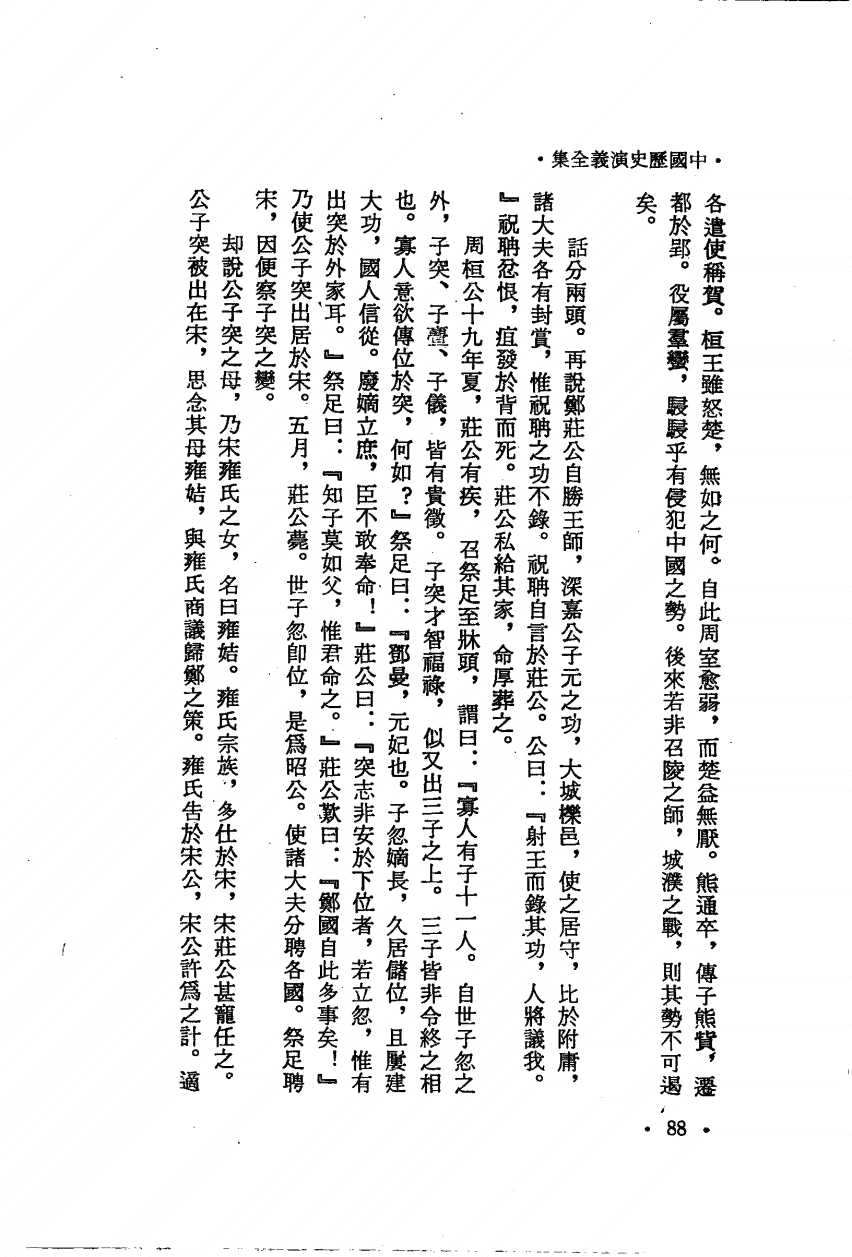 ·中國歷史演義全集·
各遣使稱賀。桓王雖怒楚，無如之何。自此周室愈弱，而楚益無厭。熊通卒，傳子熊貲，遷
都於郢。役屬羣蠻，駸駸乎有侵犯中國之勢。後來若非召陵之師，城濮之戰，則其勢不可遏
矣。
話分兩頭。再說鄭莊公自勝王師，深嘉公子元之功，大城櫟邑，使之居守，比於附庸，
諸大夫各有封賞，惟祝聃之功不錄。祝聃自言於莊公。公曰：『射王而錄其功，人將議我。
』祝聃忿恨，疽發於背而死。莊公私給其家，命厚葬之。
周桓公十九年夏，莊公有疾，召祭足至牀頭，謂曰：『寡人有子十一人。自世子忽之
外，子突、子亹、子儀，皆有貴徵。子突才智福祿，似又出三子之上。三子皆非令終之相
也。寡人意欲傳位於突，何如？』祭足曰：『鄧曼，元妃也。子忽嫡長，久居儲位，且屢建
大功，國人信從。廢嫡立庶，臣不敢奉命！』莊公曰：『突志非安於下位者，若立忽，惟有
出突於外家耳。』祭足曰：『知子莫如父，惟君命之。』莊公歎曰：『鄭國自此多事矣！』
乃使公子突出居於宋。五月，莊公薨。世子忽卽位，是爲昭公。使諸大夫分聘各國。祭足聘
宋，因便察子突之變。
却說公子突之母，乃宋雍氏之女，名曰雍姞。雍氏宗族，多仕於宋，宋莊公甚寵任之。
公子突被出在宋，思念其母雍姞，與雍氏商議歸鄭之策。雍氏告於宋公，宋公許爲之計。適
·88·